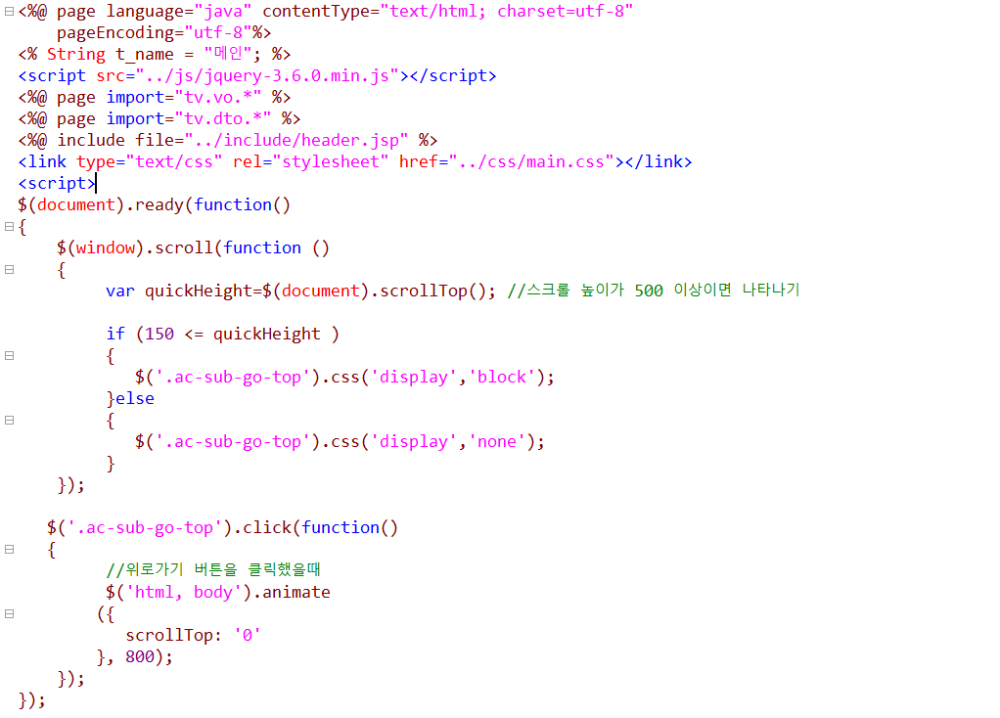 <%@ page language="java" contentType="text/html; charset=utf-8"
    pageEncoding="utf-8"%>
<% String t_name = "메인"; %>
<script src="../js/jquery-3.6.0.min.js"></script>
<%@ page import="tv.vo.*" %>
<%@ page import="tv.dto.*" %>
<%@ include file="../include/header.jsp" %>
<link type="text/css" rel="stylesheet" href="../css/main.css"></link>
<script>
$(document).ready(function()
{
    $(window).scroll(function ()
    {
         var quickHeight=$(document).scrollTop(); //스크롤 높이가 500 이상이면 나타나기
         if (150 <= quickHeight )
         {
            $('.ac-sub-go-top').css('display','block');
         }else
         {
            $('.ac-sub-go-top').css('display','none');
         }
    });
   $('.ac-sub-go-top').click(function()
   {
         //위로가기 버튼을 클릭했을때
         $('html, body').animate
        ({
           scrollTop: '0'
        }, 800);
    });
});